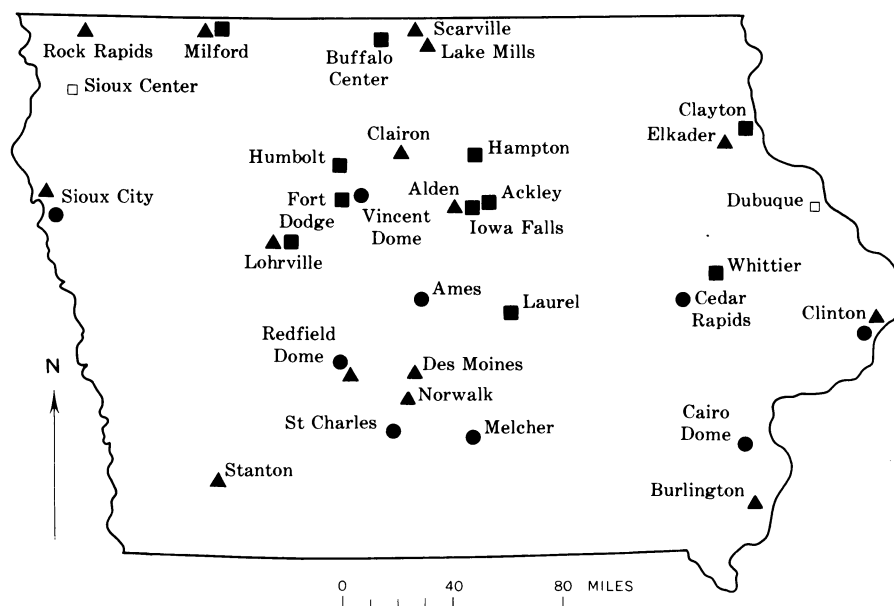 Rock Rapids
Milford
Scarville
Lake Mills
Buffalo
Center
Sioux Center
Clayton
Elkader
Clairon
Hampton
Humbolt
Sioux City
Fort
Dodge
Vincent
Dome
Alden
Ackley
Iowa Falls
Dubuque
Lohrville
Whittier
Ames
Laurel
Cedar
Rapids
Clinton
Redfield
Dome
Des Moines
Norwalk
N
St Charles
Melcher
Cairo
Dome
Stanton
Burlington
0 40 80 MILES